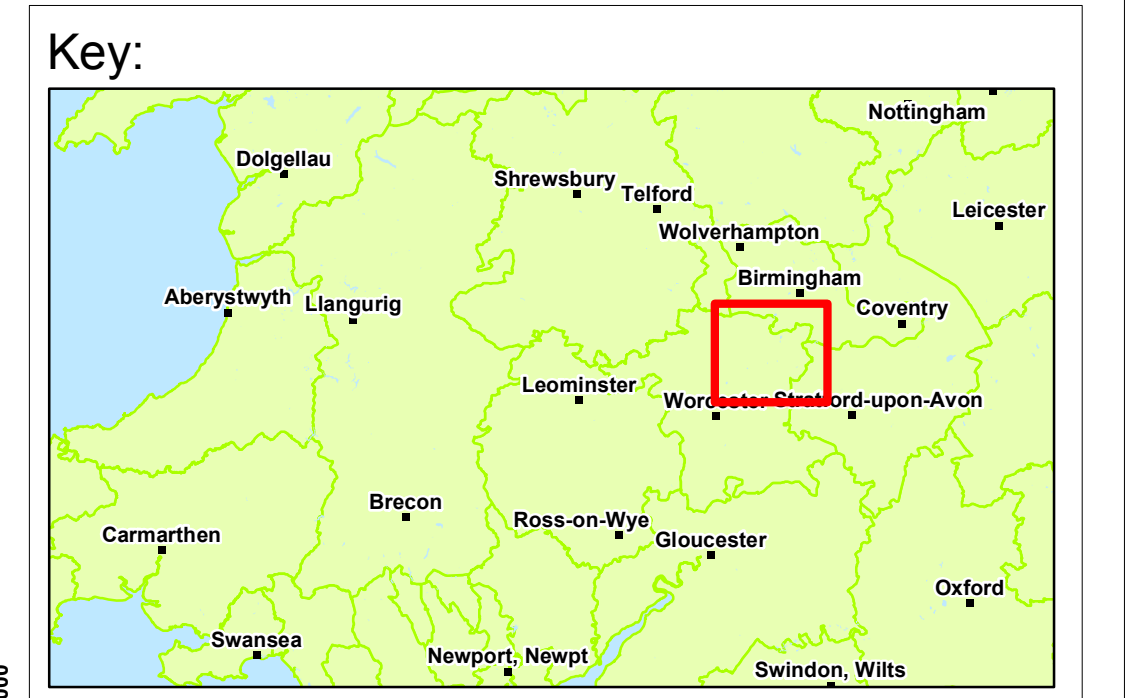 Key:
Nottingham
Dolgellau
Shrewsbury
Telford
Leicester
Wolverhampton
Birmingham
Aberystwyth
Llangurig
Coventry
Leominster
Worcester
Stratford-upon-Avon
Brecon
Ross-on-Wye
Carmarthen
Gloucester
Oxford
Swansea
Newport, Newpt
Swindon, Wilts